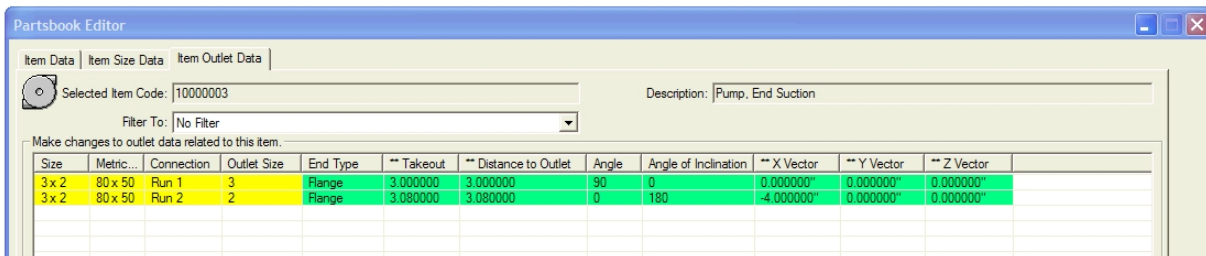 Partsbook Editor
Item Data Item Size Data Item Outlet Data
Selected Item Code: 10000003 Description: Pump, End Suction
Filter To: No Filter
Make changes to outlet data related to this item.
Size Metric... Connection Outlet Size End Type ** Takeout ** Distance to Outlet Angle Angle of Inclination ** X Vector ** Y Vector ** Z Vector
3 x 2 80 x 50 Run 1 3 Flange 3.000000 3.000000 90 0 0.000000" 0.000000" 0.000000"
3 x 2 80 x 50 Run 2 2 Flange 3.080000 3.080000 0 180 -4.000000" 0.000000" 0.000000"